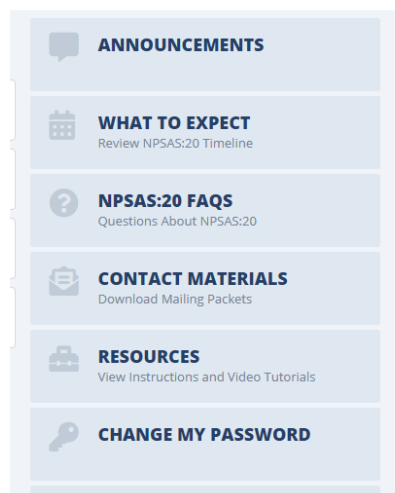 ANNOUNCEMENTS
WHAT TO EXPECT
Review NPSAS:20 Timeline
NPSAS:20 FAQS
Questions About NPSAS:20
CONTACT MATERIALS
Download Mailing Packets
RESOURCES
View Instructions and Video Tutorials
CHANGE MY PASSWORD